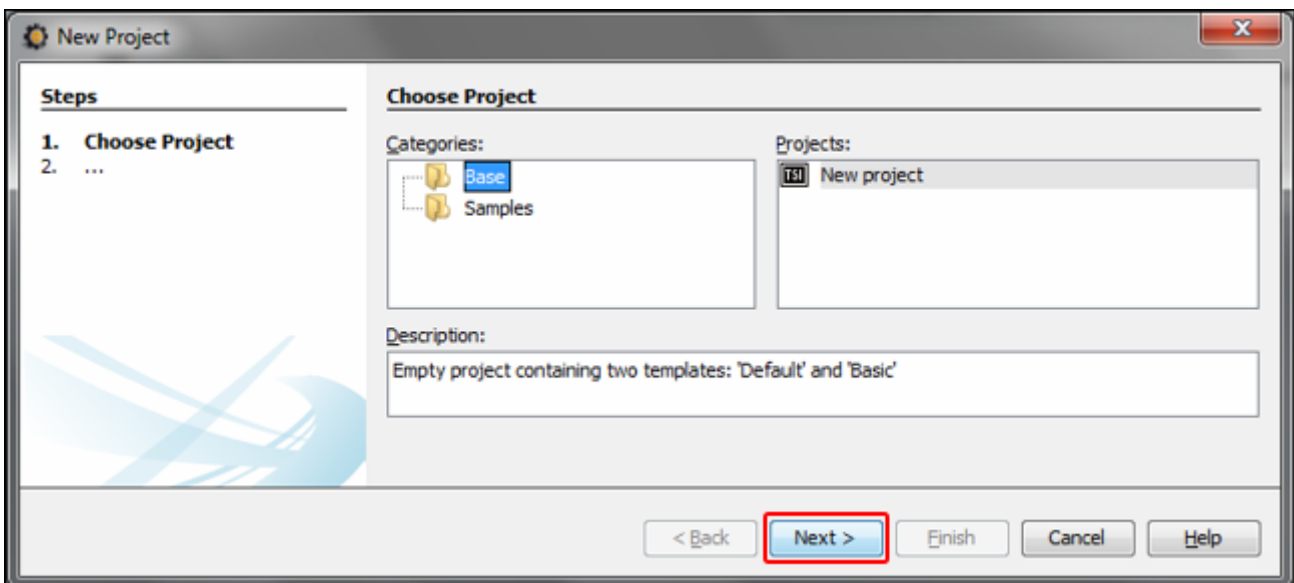 New Project
X
Steps
1. Choose Project
2. ...
Choose Project
Categories:
Base
Samples
Projects:
TSI New project
Description:
Empty project containing two templates: 'Default' and 'Basic'
< Back
Next >
Finish
Cancel
Help